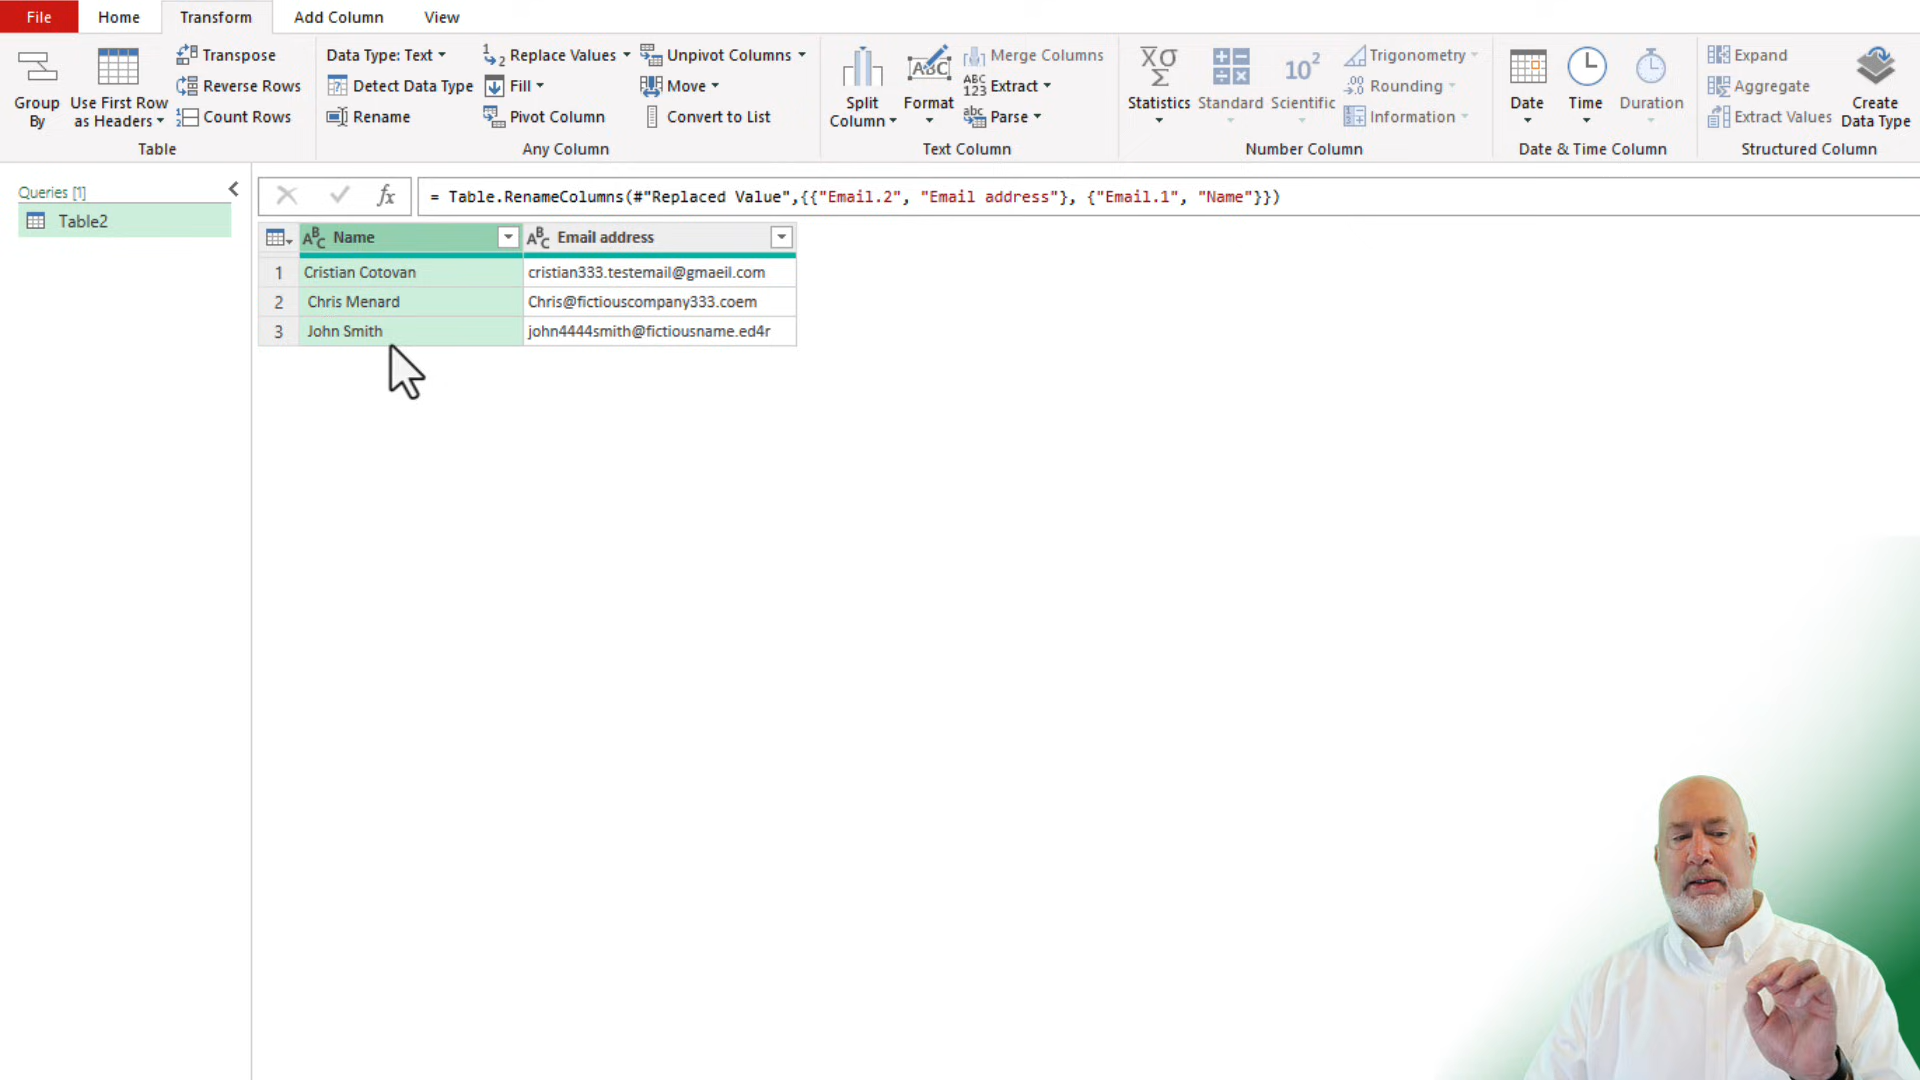 File Home Transform Add Column View
Group By
Use First Row as Headers
Transpose
Reverse Rows
Count Rows
Table
Data Type: Text
Detect Data Type
Rename
Replace Values
Fill
Pivot Column
Unpivot Columns
Move
Convert to List
Any Column
Split Column
Format
Merge Columns
Extract
Parse
Text Column
Statistics
Standard
Scientific
Trigonometry
Rounding
Information
Number Column
Date
Time
Duration
Date & Time Column
Expand
Aggregate
Extract Values
Create Data Type
Structured Column
Queries [1]
Table2
fx = Table.RenameColumns(#"Replaced Value",{{"Email.2", "Email address"}, {"Email.1", "Name"}})
Name Email address
1 Cristian Cotovan cristian333.testemail@gmaeil.com
2 Chris Menard Chris@fictiouscompany333.coem
3 John Smith john4444smith@fictiousname.ed4r